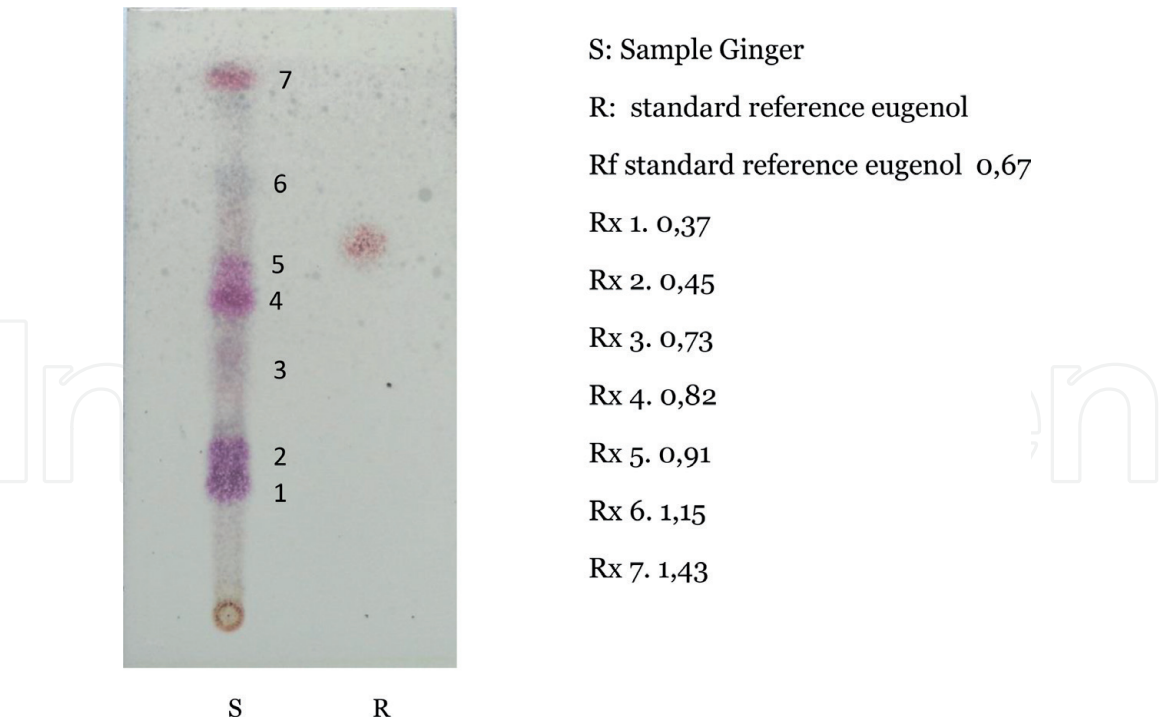 7
6
5
4
3
2
1
S
R
S: Sample Ginger
R: standard reference eugenol
Rf standard reference eugenol 0,67
Rx 1. 0,37
Rx 2. 0,45
Rx 3. 0,73
Rx 4. 0,82
Rx 5. 0,91
Rx 6. 1,15
Rx 7. 1,43
In
en